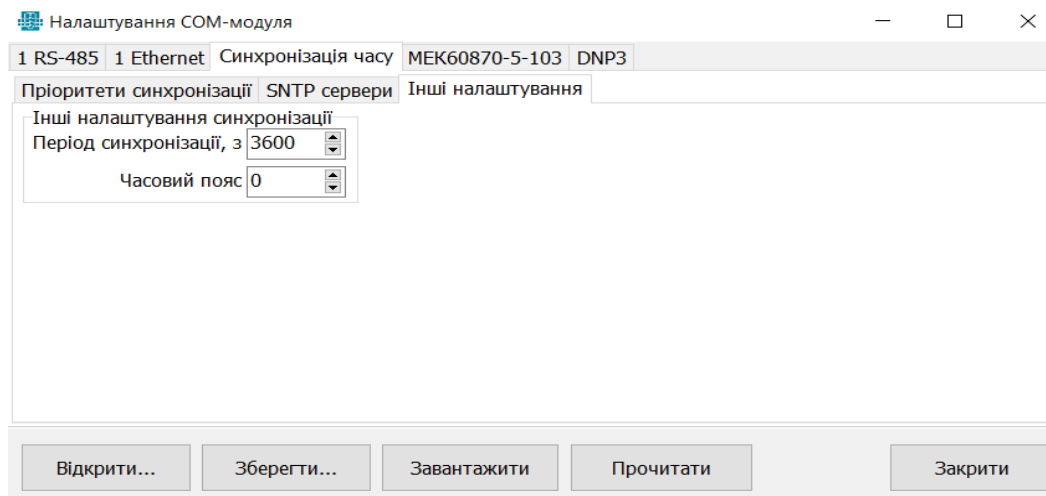 Налаштування COM-модуля
1 RS-485 1 Ethernet Синхронізація часу МЕК60870-5-103 DNP3
Пріоритети синхронізації SNTP сервери Інші налаштування
Інші налаштування синхронізації
Період синхронізації, з 3600
Часовий пояс 0
Відкрити... Зберегти... Завантажити Прочитати Закрити